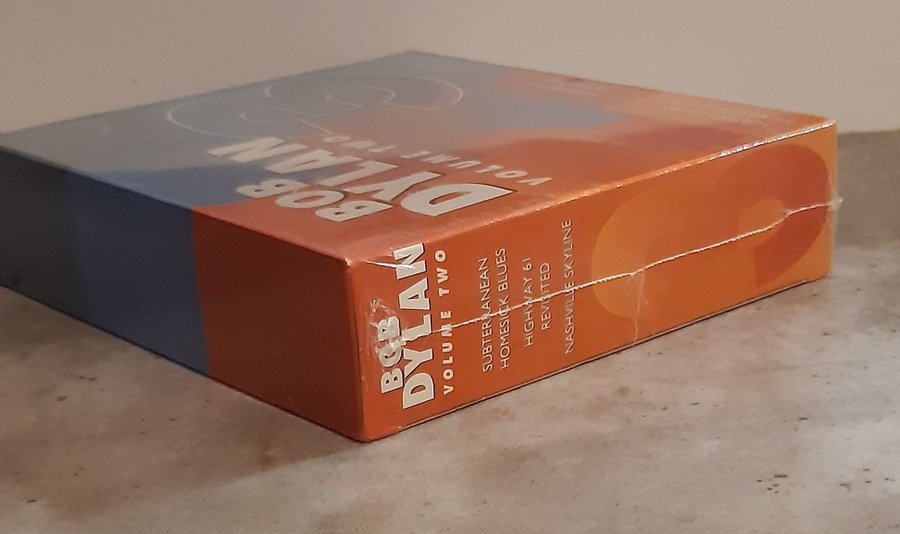 BOB
DYLAN
VOLUME TWO
BOB
DYLAN
VOLUME TWO
SUBTERRANEAN
HOMESICK BLUES
HIGHWAY 61
REVISITED
NASHVILLE SKYLINE